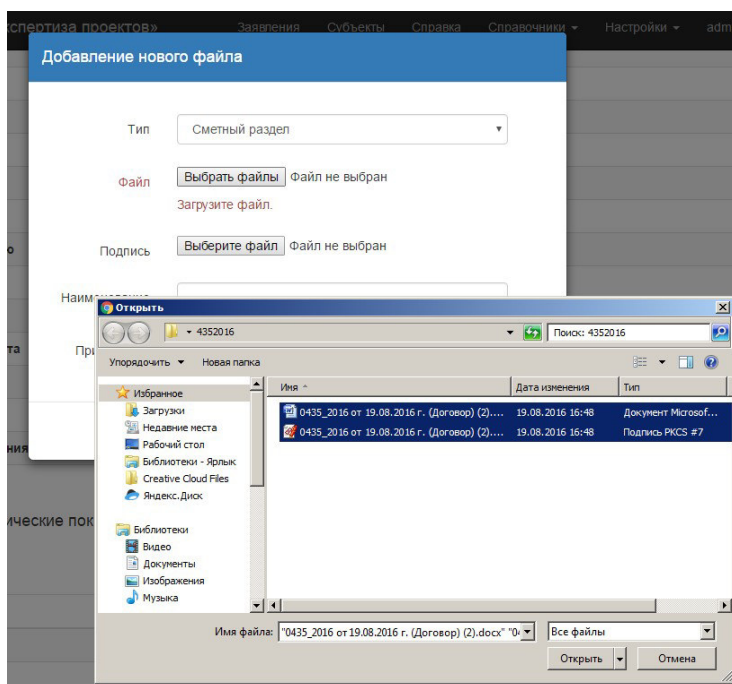 кспертиза проектов» Заявления Субъекты Справка Справочники Настройки adm
Добавление нового файла
Тип Сметный раздел
Файл Выбрать файлы Файл не выбран
Загрузите файл.
о Подпись Выберите файл Файл не выбран
Открыть
4352016 Поиск: 4352016
та При
Упорядочить Новая папка
Избранное Имя Дата изменения Тип
Загрузки 0435_2016 от 19.08.2016 г. (Договор) (2).... 19.08.2016 16:48 Документ Microsof...
Недавние места 0435_2016 от 19.08.2016 г. (Договор) (2).... 19.08.2016 16:48 Подпись PKCS #7
Рабочий стол
ния Библиотеки - Ярлык
Creative Cloud Files
Яндекс.Диск
ические пок
Библиотеки
Видео
Документы
Изображения
Музыка
Имя файла: "0435_2016 от 19.08.2016 г. (Договор) (2).docx" "04 Все файлы
Открыть Отмена